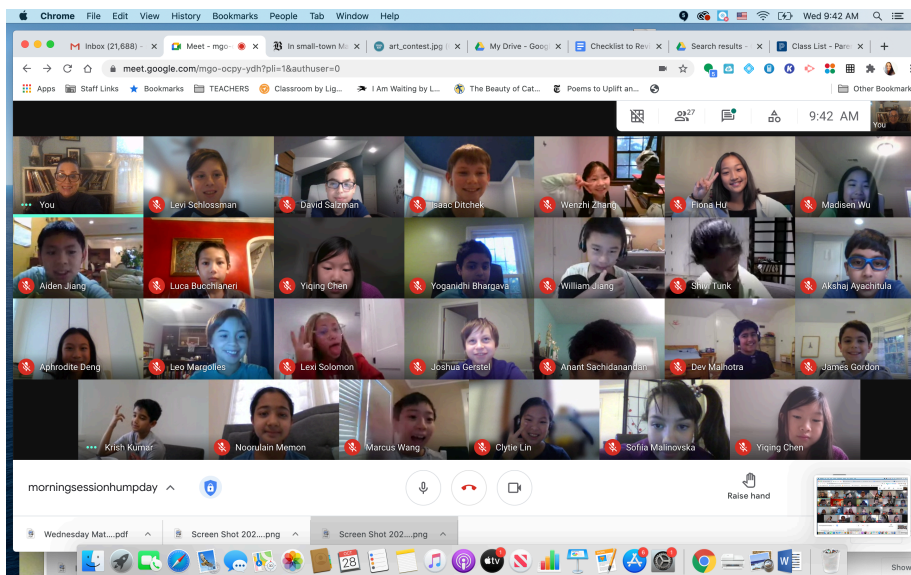 Chrome File Edit View History Bookmarks People Tab Window Help Wed 9:42 AM
Inbox (21,688) - Meet - mgo- In small-town Ma art_contest.jpg ( My Drive - Goog Checklist to Revi Search results - Class List - Pare
meet.google.com/mgo-ocpy-ydh?pli=1&authuser=0
Apps Staff Links Bookmarks TEACHERS Classroom by Lig... I Am Waiting by L... The Beauty of Cat... Poems to Uplift an... Other Bookmark
27 9:42 AM You
You Levi Schlossman David Salzman Isaac Ditchek Wenzhi Zhang Fiona Hu Madisen Wu
Aiden Jiang Luca Bucchianeri Yiqing Chen Yoganidhi Bhargava William Jiang Shivi Tunk Akshaj Ayachitula
Aphrodite Deng Leo Margolies Lexi Solomon Joshua Gerstel Anant Sachidanandan Dev Malhotra James Gordon
Krish Kumar Noorulain Memon Marcus Wang Clytie Lin Sofiia Malinovska Yiqing Chen
morningsessionhumpday Raise hand
Wednesday Mat....pdf Screen Shot 202....png Screen Shot 202....png
28 tv Show